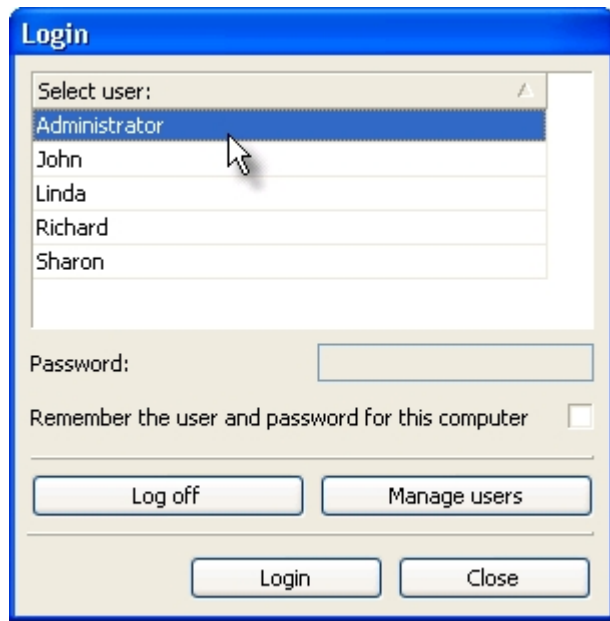 Login
Select user:
Administrator
John
Linda
Richard
Sharon
Password:
Remember the user and password for this computer
Log off Manage users
Login Close